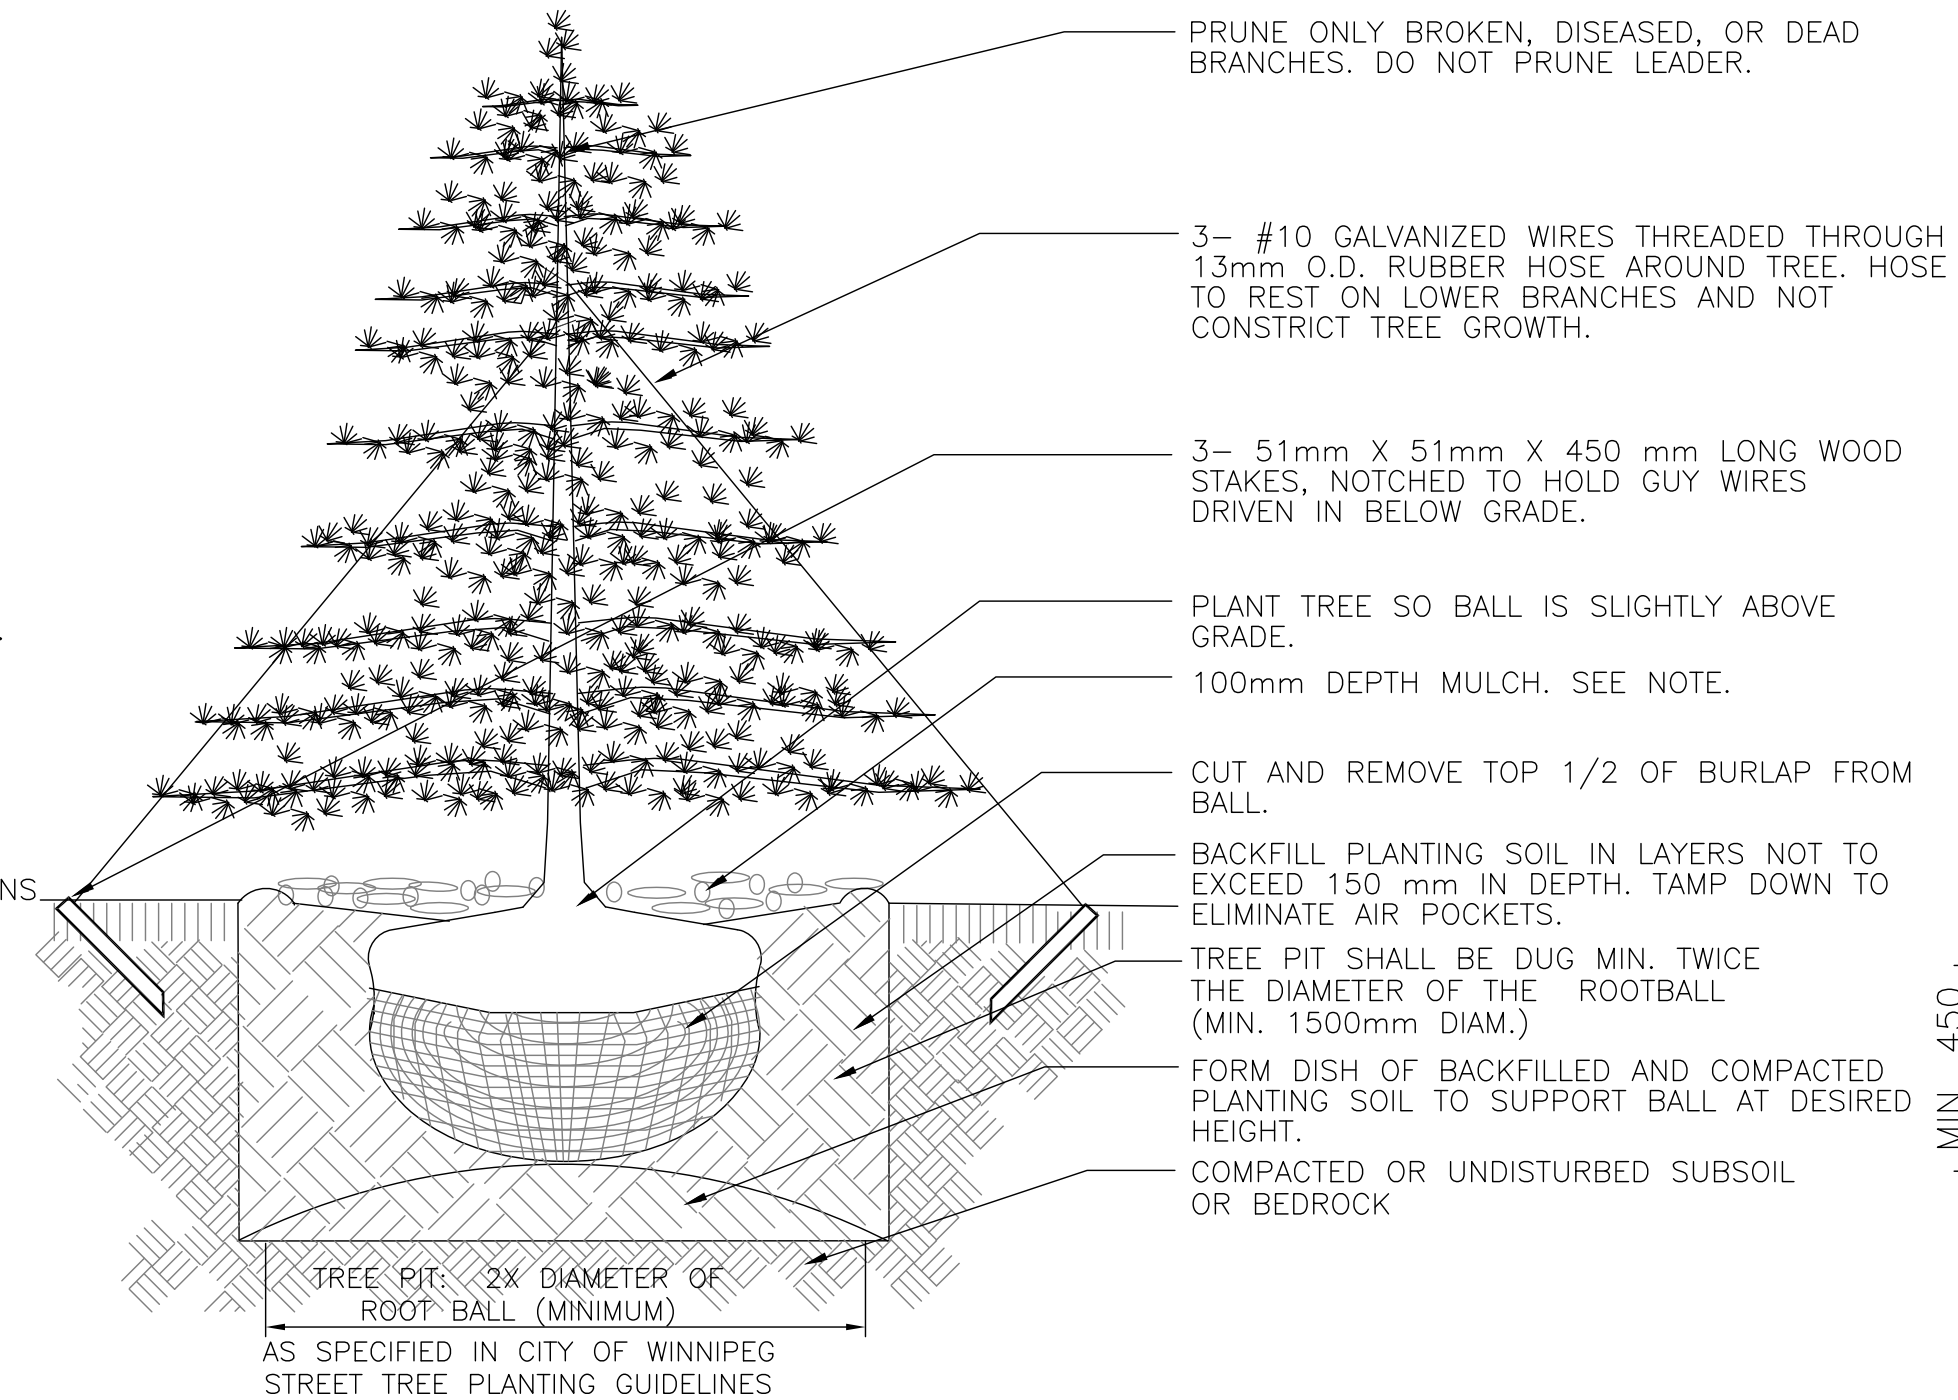 PRUNE ONLY BROKEN, DISEASED, OR DEAD
BRANCHES. DO NOT PRUNE LEADER.
3– #10 GALVANIZED WIRES THREADED THROUGH
13mm O.D. RUBBER HOSE AROUND TREE. HOSE
TO REST ON LOWER BRANCHES AND NOT
CONSTRICT TREE GROWTH.
3– 51mm X 51mm X 450 mm LONG WOOD
STAKES, NOTCHED TO HOLD GUY WIRES
DRIVEN IN BELOW GRADE.
PLANT TREE SO BALL IS SLIGHTLY ABOVE
GRADE.
100mm DEPTH MULCH. SEE NOTE.
CUT AND REMOVE TOP 1/2 OF BURLAP FROM
BALL.
BACKFILL PLANTING SOIL IN LAYERS NOT TO
EXCEED 150 mm IN DEPTH. TAMP DOWN TO
ELIMINATE AIR POCKETS.
TREE PIT SHALL BE DUG MIN. TWICE
THE DIAMETER OF THE ROOTBALL
(MIN. 1500mm DIAM.)
FORM DISH OF BACKFILLED AND COMPACTED
PLANTING SOIL TO SUPPORT BALL AT DESIRED
HEIGHT.
COMPACTED OR UNDISTURBED SUBSOIL
OR BEDROCK
NS
MIN 450
TREE PIT: 2X DIAMETER OF
ROOT BALL (MINIMUM)
AS SPECIFIED IN CITY OF WINNIPEG
STREET TREE PLANTING GUIDELINES